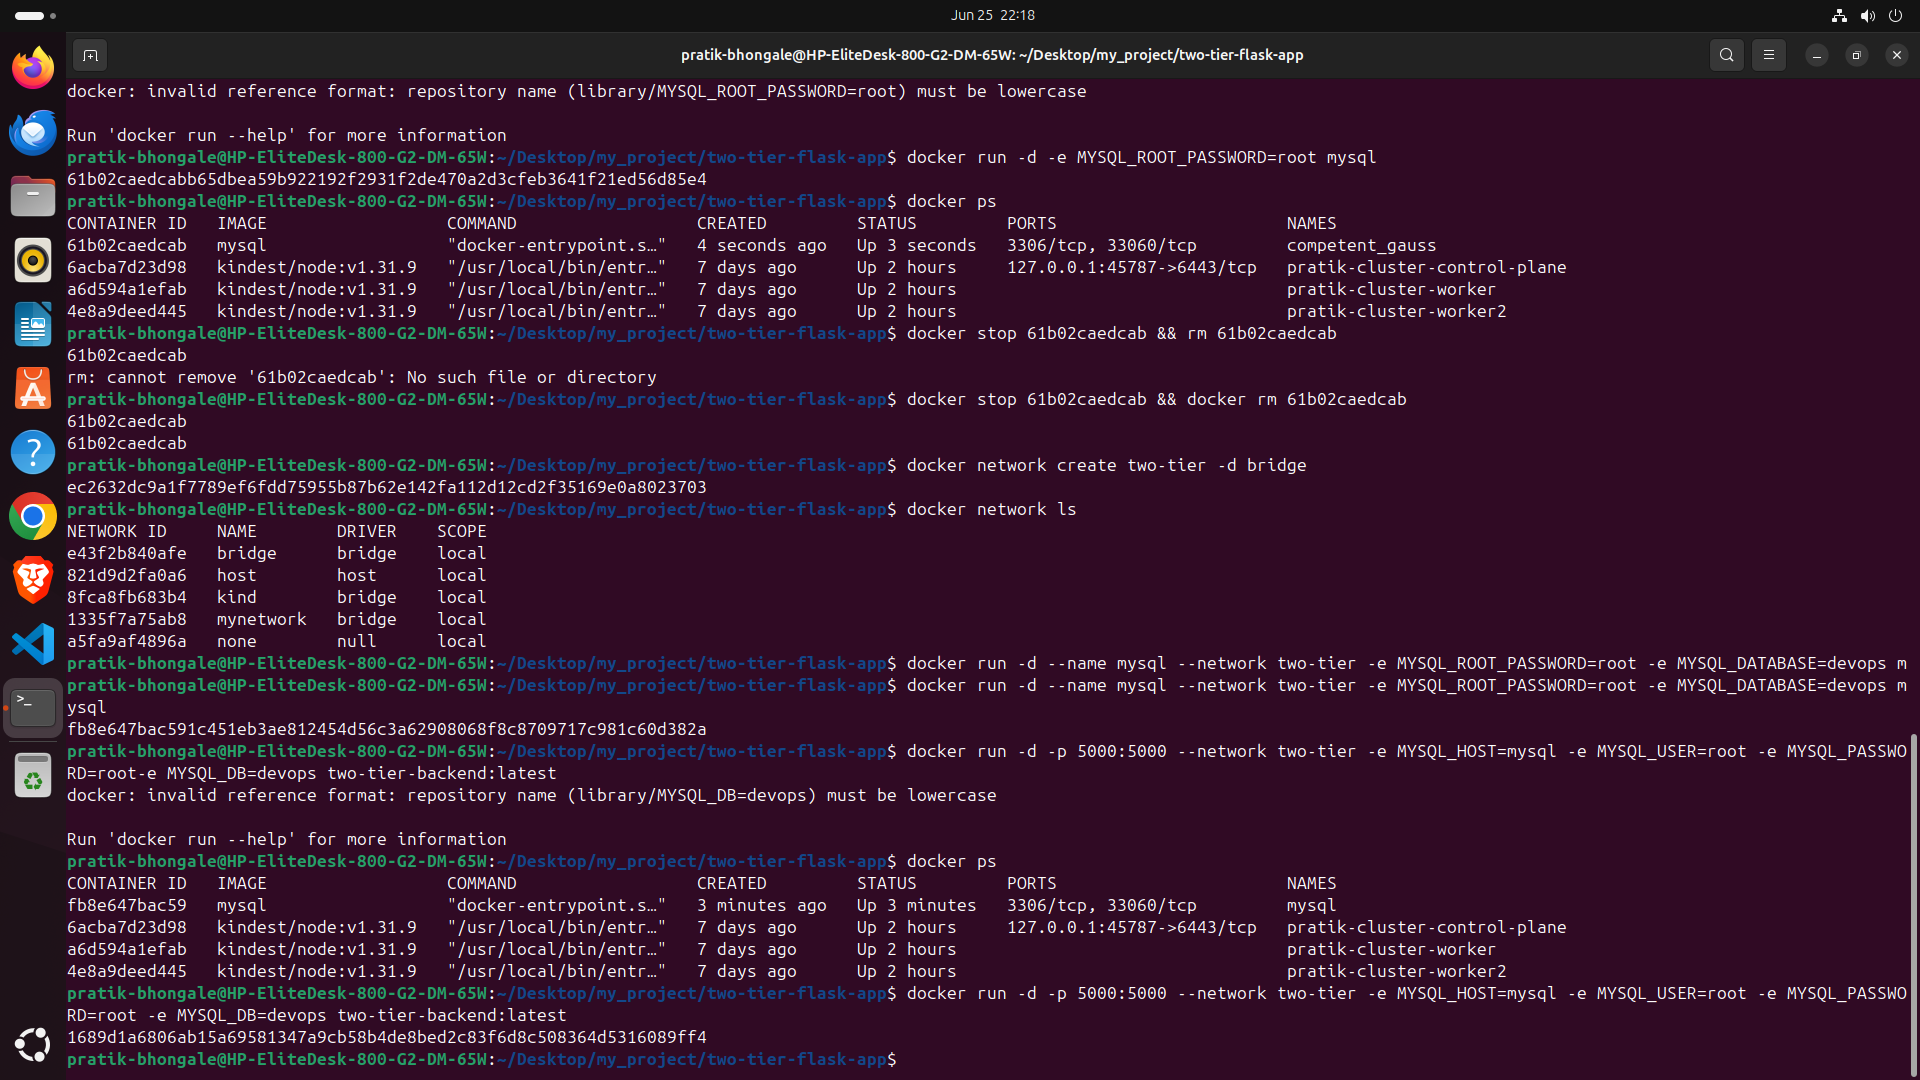 Jun 25 22:18
pratik-bhongale@HP-EliteDesk-800-G2-DM-65W: ~/Desktop/my_project/two-tier-flask-app
docker: invalid reference format: repository name (library/MYSQL_ROOT_PASSWORD=root) must be lowercase
Run 'docker run --help' for more information
pratik-bhongale@HP-EliteDesk-800-G2-DM-65W:~/Desktop/my_project/two-tier-flask-app$ docker run -d -e MYSQL_ROOT_PASSWORD=root mysql
61b02caedcabb65dbea59b922192f2931f2de470a2d3cfeb3641f21ed56d85e4
pratik-bhongale@HP-EliteDesk-800-G2-DM-65W:~/Desktop/my_project/two-tier-flask-app$ docker ps
CONTAINER ID   IMAGE                  COMMAND                  CREATED         STATUS         PORTS                       NAMES
61b02caedcab   mysql                  "docker-entrypoint.s…"   4 seconds ago   Up 3 seconds   3306/tcp, 33060/tcp         competent_gauss
6acba7d23d98   kindest/node:v1.31.9   "/usr/local/bin/entr…"   7 days ago      Up 2 hours     127.0.0.1:45787->6443/tcp   pratik-cluster-control-plane
a6d594a1efab   kindest/node:v1.31.9   "/usr/local/bin/entr…"   7 days ago      Up 2 hours                                 pratik-cluster-worker
4e8a9deed445   kindest/node:v1.31.9   "/usr/local/bin/entr…"   7 days ago      Up 2 hours                                 pratik-cluster-worker2
pratik-bhongale@HP-EliteDesk-800-G2-DM-65W:~/Desktop/my_project/two-tier-flask-app$ docker stop 61b02caedcab && rm 61b02caedcab
61b02caedcab
rm: cannot remove '61b02caedcab': No such file or directory
pratik-bhongale@HP-EliteDesk-800-G2-DM-65W:~/Desktop/my_project/two-tier-flask-app$ docker stop 61b02caedcab && docker rm 61b02caedcab
61b02caedcab
61b02caedcab
pratik-bhongale@HP-EliteDesk-800-G2-DM-65W:~/Desktop/my_project/two-tier-flask-app$ docker network create two-tier -d bridge
ec2632dc9a1f7789ef6fdd75955b87b62e142fa112d12cd2f35169e0a8023703
pratik-bhongale@HP-EliteDesk-800-G2-DM-65W:~/Desktop/my_project/two-tier-flask-app$ docker network ls
NETWORK ID     NAME        DRIVER    SCOPE
e43f2b840afe   bridge      bridge    local
821d9d2fa0a6   host        host      local
8fca8fb683b4   kind        bridge    local
1335f7a75ab8   mynetwork   bridge    local
a5fa9af4896a   none        null      local
pratik-bhongale@HP-EliteDesk-800-G2-DM-65W:~/Desktop/my_project/two-tier-flask-app$ docker run -d --name mysql --network two-tier -e MYSQL_ROOT_PASSWORD=root -e MYSQL_DATABASE=devops m
pratik-bhongale@HP-EliteDesk-800-G2-DM-65W:~/Desktop/my_project/two-tier-flask-app$ docker run -d --name mysql --network two-tier -e MYSQL_ROOT_PASSWORD=root -e MYSQL_DATABASE=devops m
ysql
fb8e647bac591c451eb3ae812454d56c3a62908068f8c8709717c981c60d382a
pratik-bhongale@HP-EliteDesk-800-G2-DM-65W:~/Desktop/my_project/two-tier-flask-app$ docker run -d -p 5000:5000 --network two-tier -e MYSQL_HOST=mysql -e MYSQL_USER=root -e MYSQL_PASSWO
RD=root-e MYSQL_DB=devops two-tier-backend:latest
docker: invalid reference format: repository name (library/MYSQL_DB=devops) must be lowercase
Run 'docker run --help' for more information
pratik-bhongale@HP-EliteDesk-800-G2-DM-65W:~/Desktop/my_project/two-tier-flask-app$ docker ps
CONTAINER ID   IMAGE                  COMMAND                  CREATED         STATUS         PORTS                       NAMES
fb8e647bac59   mysql                  "docker-entrypoint.s…"   3 minutes ago   Up 3 minutes   3306/tcp, 33060/tcp         mysql
6acba7d23d98   kindest/node:v1.31.9   "/usr/local/bin/entr…"   7 days ago      Up 2 hours     127.0.0.1:45787->6443/tcp   pratik-cluster-control-plane
a6d594a1efab   kindest/node:v1.31.9   "/usr/local/bin/entr…"   7 days ago      Up 2 hours                                 pratik-cluster-worker
4e8a9deed445   kindest/node:v1.31.9   "/usr/local/bin/entr…"   7 days ago      Up 2 hours                                 pratik-cluster-worker2
pratik-bhongale@HP-EliteDesk-800-G2-DM-65W:~/Desktop/my_project/two-tier-flask-app$ docker run -d -p 5000:5000 --network two-tier -e MYSQL_HOST=mysql -e MYSQL_USER=root -e MYSQL_PASSWO
RD=root -e MYSQL_DB=devops two-tier-backend:latest
1689d1a6806ab15a69581347a9cb58b4de8bed2c83f6d8c508364d5316089ff4
pratik-bhongale@HP-EliteDesk-800-G2-DM-65W:~/Desktop/my_project/two-tier-flask-app$